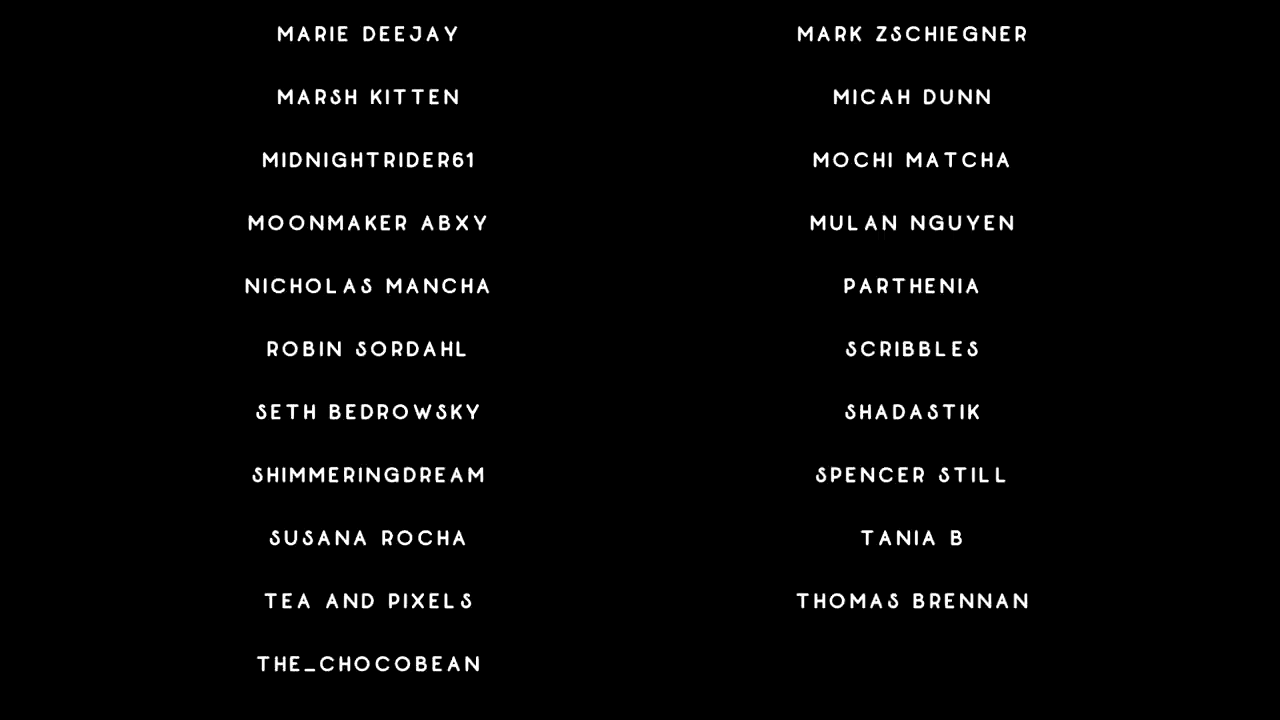 MARIE DEEJAY
MARK ZSCHIEGNER
MARSH KITTEN
MICAH DUNN
MIDNIGHTRIDER61
MOCHI MATCHA
MOONMAKER ABXY
MULAN NGUYEN
NICHOLAS MANCHA
PARTHENIA
ROBIN SORDAHL
SCRIBBLES
SETH BEDROWSKY
SHADASTIK
SHIMMERINGDREAM
SPENCER STILL
SUSANA ROCHA
TANIA B
TEA AND PIXELS
THOMAS BRENNAN
THE_CHOCOBEAN